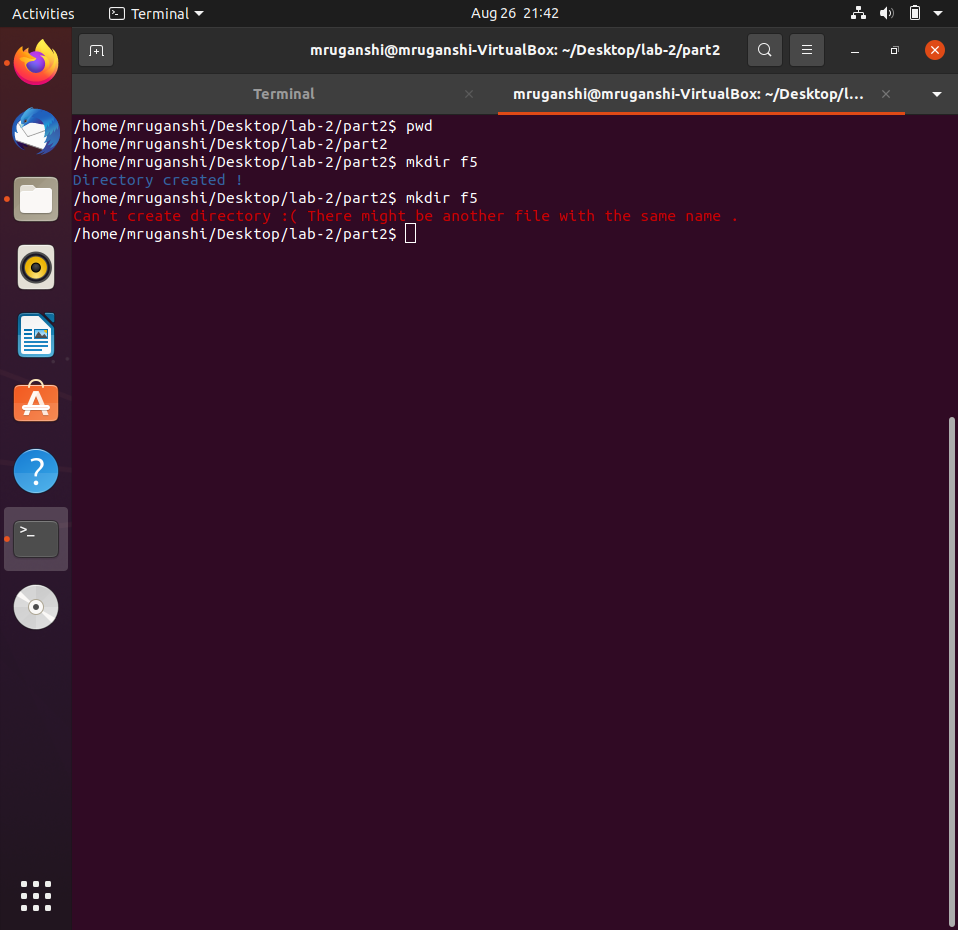 Activities Terminal Aug 26 21:42
mruganshi@mruganshi-VirtualBox: ~/Desktop/lab-2/part2
Terminal mruganshi@mruganshi-VirtualBox: ~/Desktop/l...
/home/mruganshi/Desktop/lab-2/part2$ pwd
/home/mruganshi/Desktop/lab-2/part2
/home/mruganshi/Desktop/lab-2/part2$ mkdir f5
Directory created !
/home/mruganshi/Desktop/lab-2/part2$ mkdir f5
Can't create directory :( There might be another file with the same name .
/home/mruganshi/Desktop/lab-2/part2$